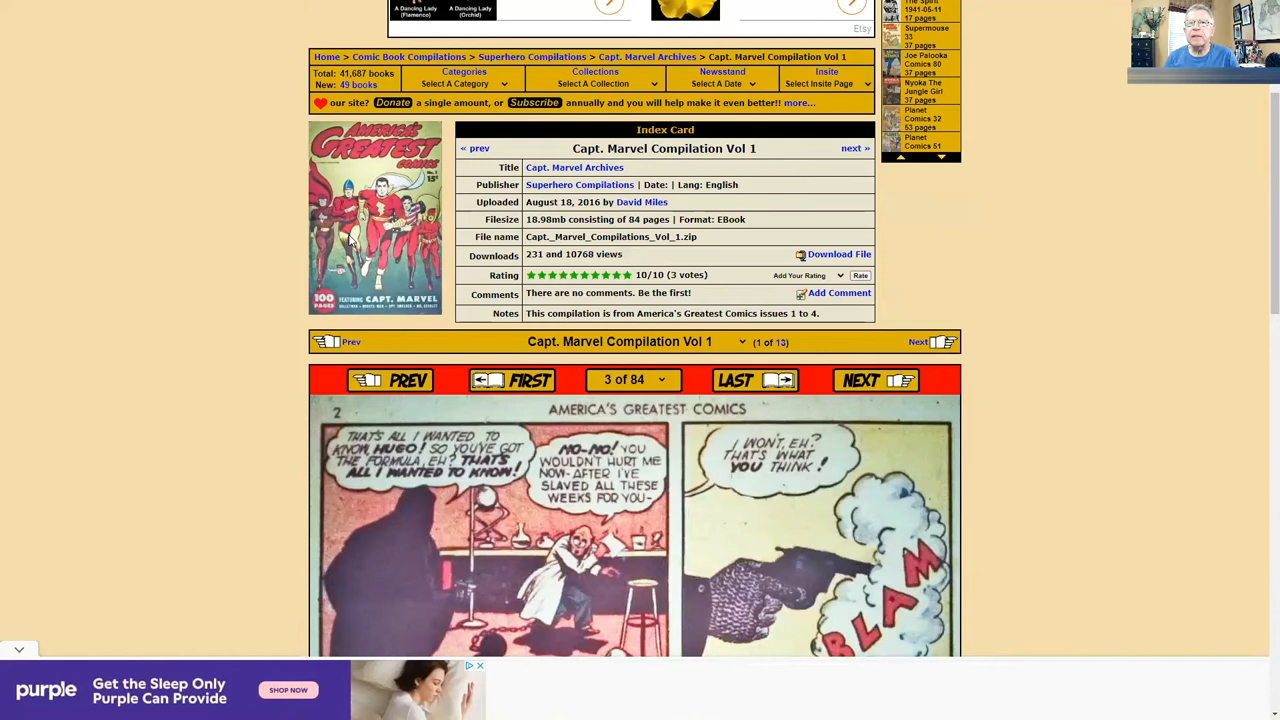 A Dancing Lady
(Flamenco)
A Dancing Lady
(Orchid)
Etsy
The Spirit
1941-05-11
17 pages
Supermouse
33
37 pages
Joe Palooka
Comics 80
37 pages
Nyoka The
Jungle Girl
37 pages
Planet
Comics 32
53 pages
Planet
Comics 51
Home > Comic Book Compilations > Superhero Compilations > Capt. Marvel Archives > Capt. Marvel Compilation Vol 1
Total: 41,687 books
New: 49 books
Categories
Select A Category
Collections
Select A Collection
Newsstand
Select A Date
Insite
Select Insite Page
our site? Donate a single amount, or Subscribe annually and you will help make it even better!! more...
AMERICA'S
GREATEST
COMICS
No.1
15¢
100
PAGES
FEATURING CAPT. MARVEL
Index Card
« prev Capt. Marvel Compilation Vol 1 next »
Title Capt. Marvel Archives
Publisher Superhero Compilations | Date: | Lang: English
Uploaded August 18, 2016 by David Miles
Filesize 18.98mb consisting of 84 pages | Format: EBook
File name Capt._Marvel_Compilations_Vol_1.zip
Downloads 231 and 10768 views Download File
Rating 10/10 (3 votes) Add Your Rating Rate
Comments There are no comments. Be the first! Add Comment
Notes This compilation is from America's Greatest Comics issues 1 to 4.
Prev Capt. Marvel Compilation Vol 1 (1 of 13) Next
PREV FIRST 3 of 84 LAST NEXT
2 AMERICA'S GREATEST COMICS
THAT'S ALL I WANTED TO
KNOW, HUGO! SO YOU'VE GOT
THE FORMULA, EH? THAT'S
ALL I WANTED TO KNOW!
NO-NO! YOU
WOULDN'T HURT ME
NOW-AFTER I'VE
SLAVED ALL THESE
WEEKS FOR YOU-
I WON'T, EH?
THAT'S WHAT
YOU THINK!
BLAM
purple
Get the Sleep Only
Purple Can Provide
SHOP NOW